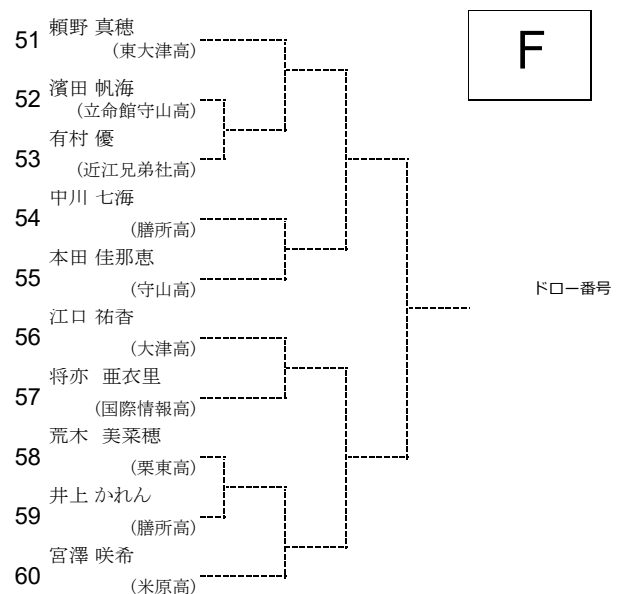 F
51 頼野 真穂
(東大津高)
52 濱田 帆海
(立命館守山高)
53 有村 優
(近江兄弟社高)
54 中川 七海
(膳所高)
55 本田 佳那恵
(守山高)
ドロー番号
56 江口 祐香
(大津高)
57 将亦　亜衣里
(国際情報高)
58 荒木　美菜穂
(栗東高)
59 井上 かれん
(膳所高)
60 宮澤 咲希
(米原高)